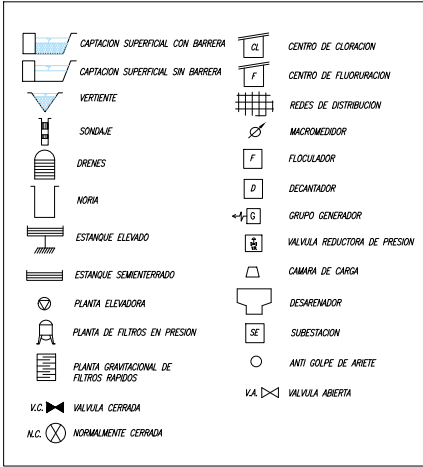 CAPTACION SUPERFICIAL CON BARRERA
CAPTACION SUPERFICIAL SIN BARRERA
VERTIENTE
SONDAJE
DRENES
NORIA
ESTANQUE ELEVADO
ESTANQUE SEMIENTERRADO
PLANTA ELEVADORA
PLANTA DE FILTROS EN PRESION
PLANTA GRAVITACIONAL DE
FILTROS RAPIDOS
V.C. VALVULA CERRADA
N.C. NORMALMENTE CERRADA
CL CENTRO DE CLORACION
F CENTRO DE FLUORURACION
REDES DE DISTRIBUCION
MACROMEDIDOR
F FLOCULADOR
D DECANTADOR
G GRUPO GENERADOR
VALVULA REDUCTORA DE PRESION
CAMARA DE CARGA
DESARENADOR
SE SUBESTACION
ANTI GOLPE DE ARIETE
V.A. VALVULA ABIERTA